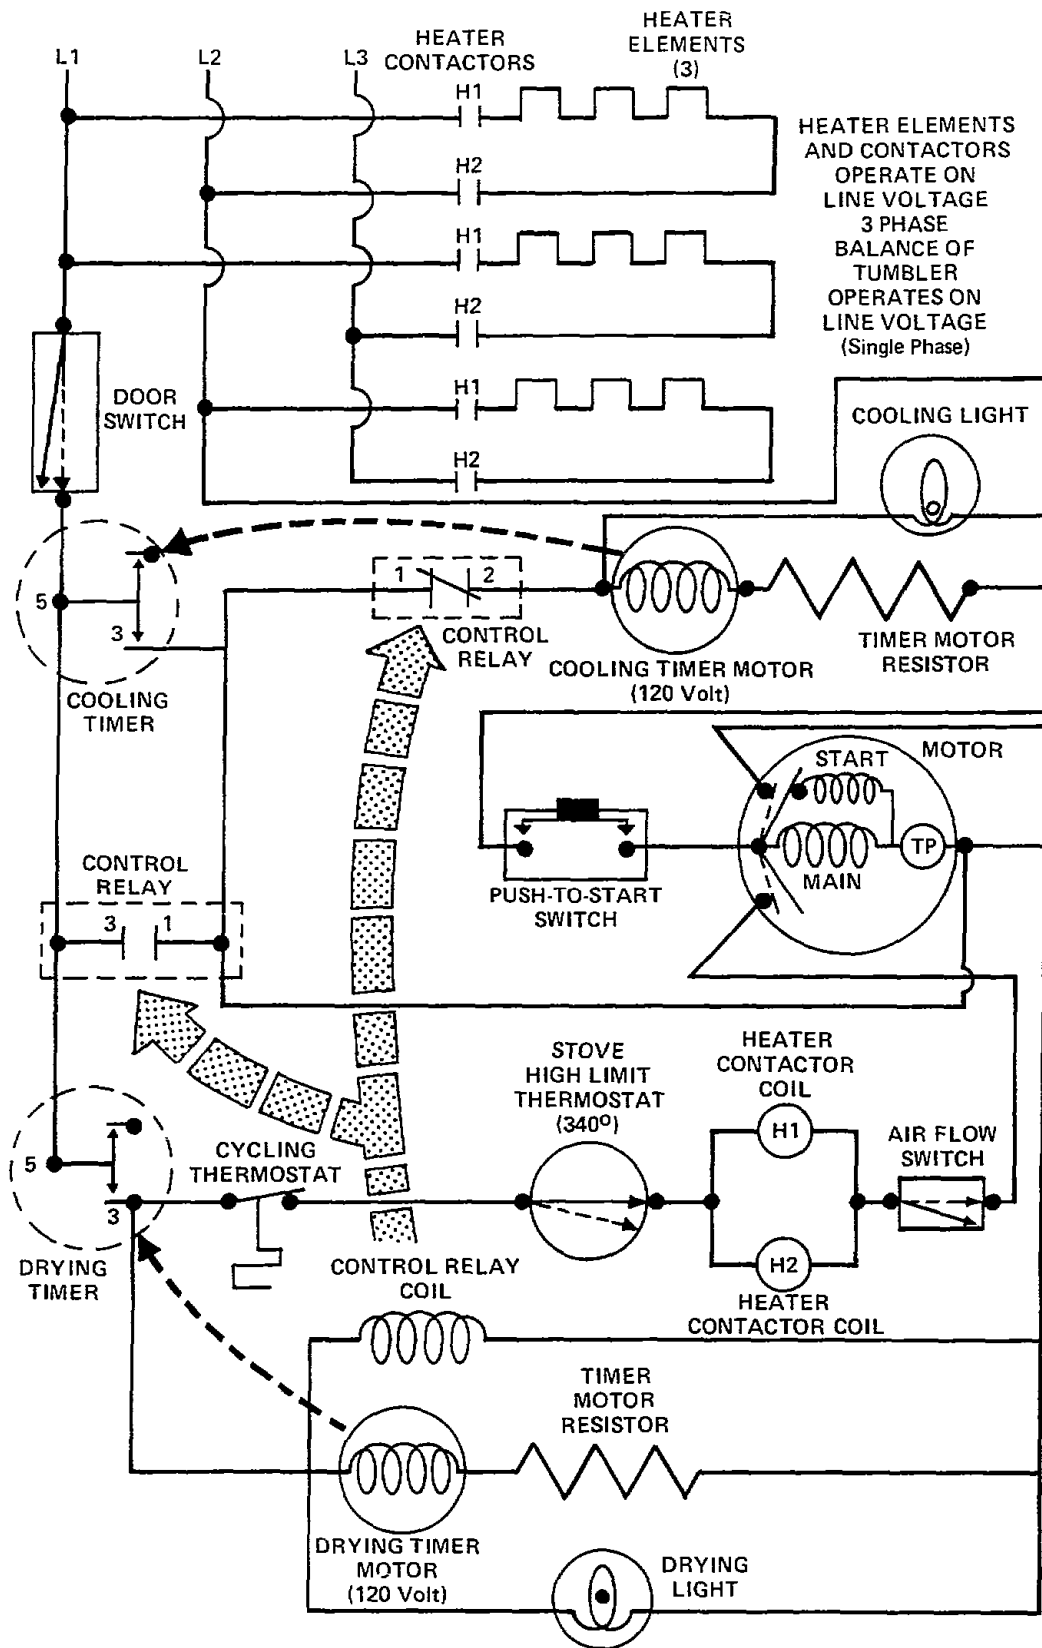 L1
L2
L3
HEATER
CONTACTORS
HEATER
ELEMENTS
(3)
H1
H2
H1
H2
H1
H2
HEATER ELEMENTS
AND CONTACTORS
OPERATE ON
LINE VOLTAGE
3 PHASE
BALANCE OF
TUMBLER
OPERATES ON
LINE VOLTAGE
(Single Phase)
DOOR
SWITCH
COOLING LIGHT
5
3
COOLING
TIMER
1
2
CONTROL
RELAY
COOLING TIMER MOTOR
(120 Volt)
TIMER MOTOR
RESISTOR
MOTOR
START
MAIN
TP
PUSH-TO-START
SWITCH
CONTROL
RELAY
3
1
STOVE
HIGH LIMIT
THERMOSTAT
(340º)
HEATER
CONTACTOR
COIL
H1
AIR FLOW
SWITCH
5
3
CYCLING
THERMOSTAT
DRYING
TIMER
H2
HEATER
CONTACTOR COIL
CONTROL RELAY
COIL
TIMER
MOTOR
RESISTOR
DRYING TIMER
MOTOR
(120 Volt)
DRYING
LIGHT